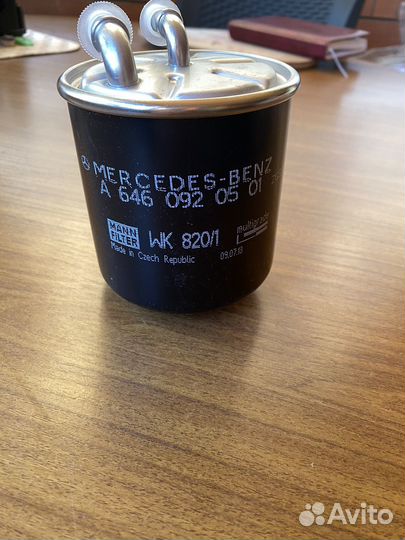 MERCEDES-BENZ
A 646 092 05 01
MANN FILTER WK 820/1 multigrade
Made in Czech Republic 09.07.13
Avito